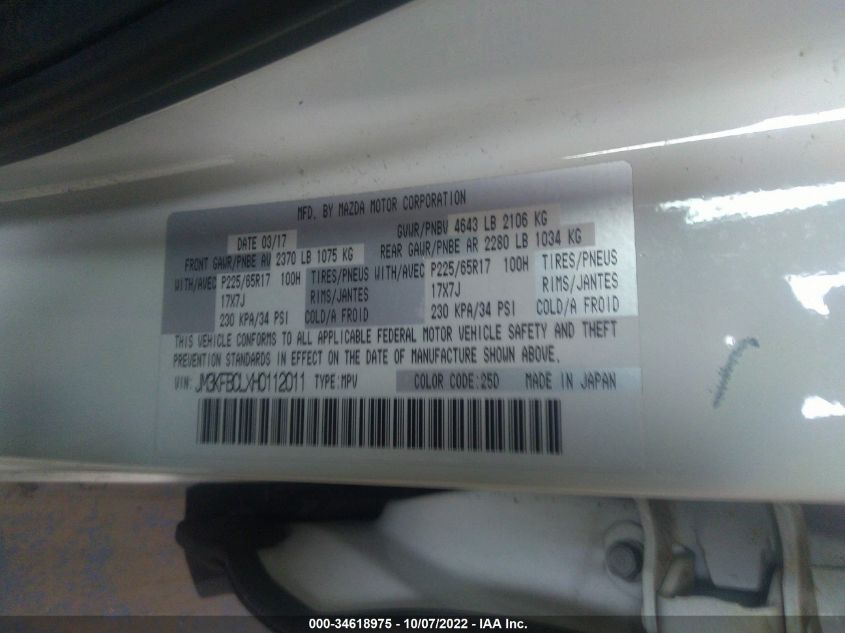 MFD. BY MAZDA MOTOR CORPORATION
DATE 03/17 GVWR/PNBV 4643 LB 2106 KG
FRONT GAWR/PNBE AV 2370 LB 1075 KG REAR GAWR/PNBE AR 2280 LB 1034 KG
WITH/AVEC P225/65R17 100H TIRES/PNEUS WITH/AVEC P225/65R17 100H TIRES/PNEUS
17X7J RIMS/JANTES 17X7J RIMS/JANTES
230 KPA/34 PSI COLD/A FROID 230 KPA/34 PSI COLD/A FROID
THIS VEHICLE CONFORMS TO ALL APPLICABLE FEDERAL MOTOR VEHICLE SAFETY AND THEFT
PREVENTION STANDARDS IN EFFECT ON THE DATE OF MANUFACTURE SHOWN ABOVE.
VIN: JM3KFBCLXH0112011 TYPE:MPV COLOR CODE:25D MADE IN JAPAN
000-34618975 - 10/07/2022 - IAA Inc.